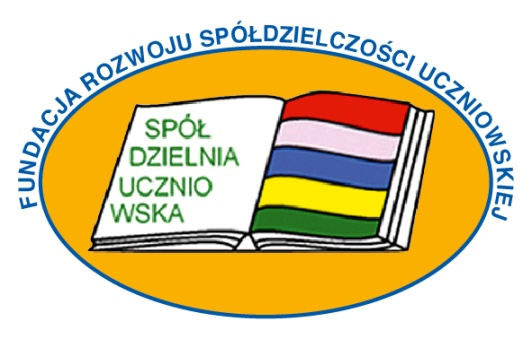 FUNDACJA ROZWOJU SPÓŁDZIELCZOŚCI UCZNIOWSKIEJ
SPÓŁ
DZIELNIA
UCZNIO
WSKA